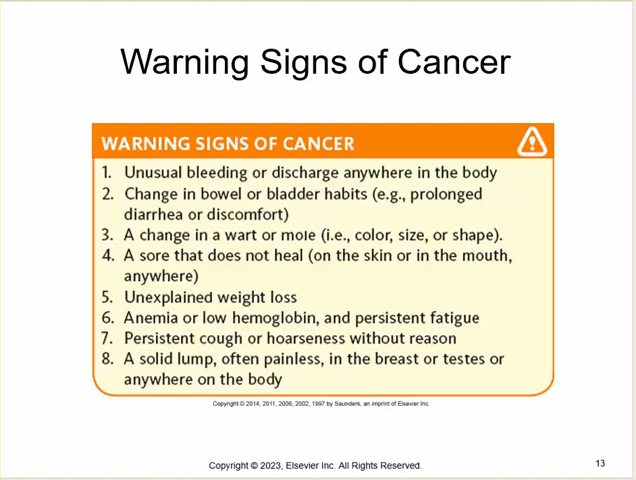 Warning Signs of Cancer
WARNING SIGNS OF CANCER
1. Unusual bleeding or discharge anywhere in the body
2. Change in bowel or bladder habits (e.g., prolonged
diarrhea or discomfort)
3. A change in a wart or mole (i.e., color, size, or shape).
4. A sore that does not heal (on the skin or in the mouth,
anywhere)
5. Unexplained weight loss
6. Anemia or low hemoglobin, and persistent fatigue
7. Persistent cough or hoarseness without reason
8. A solid lump, often painless, in the breast or testes or
anywhere on the body
Copyright © 2014, 2011, 2006, 2002, 1997 by Saunders, an imprint of Elsevier Inc.
Copyright © 2023, Elsevier Inc. All Rights Reserved.
13